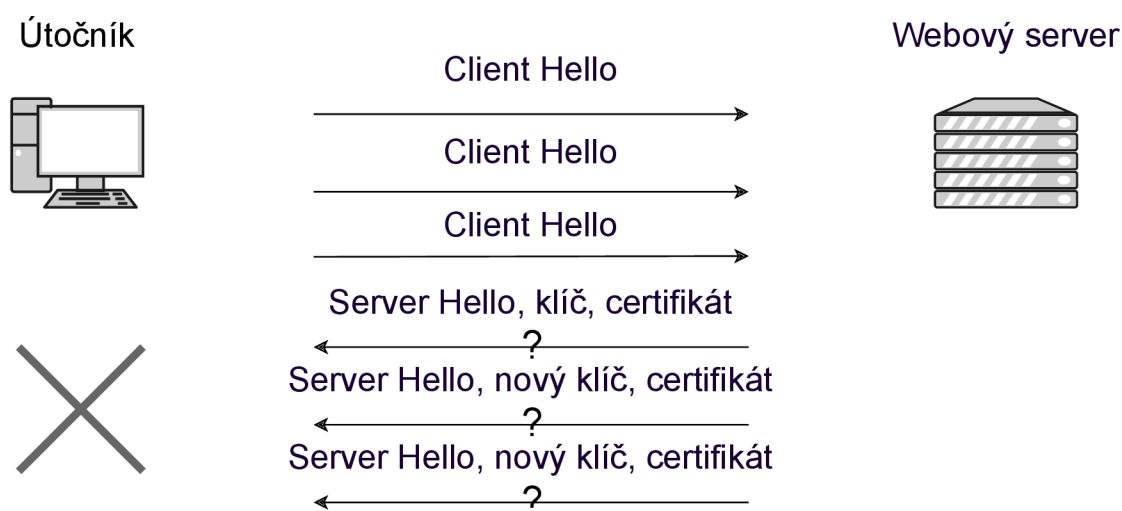 Útočník
Webový server
Client Hello
Client Hello
Client Hello
Server Hello, klíč, certifikát
?
Server Hello, nový klíč, certifikát
?
Server Hello, nový klíč, certifikát
?